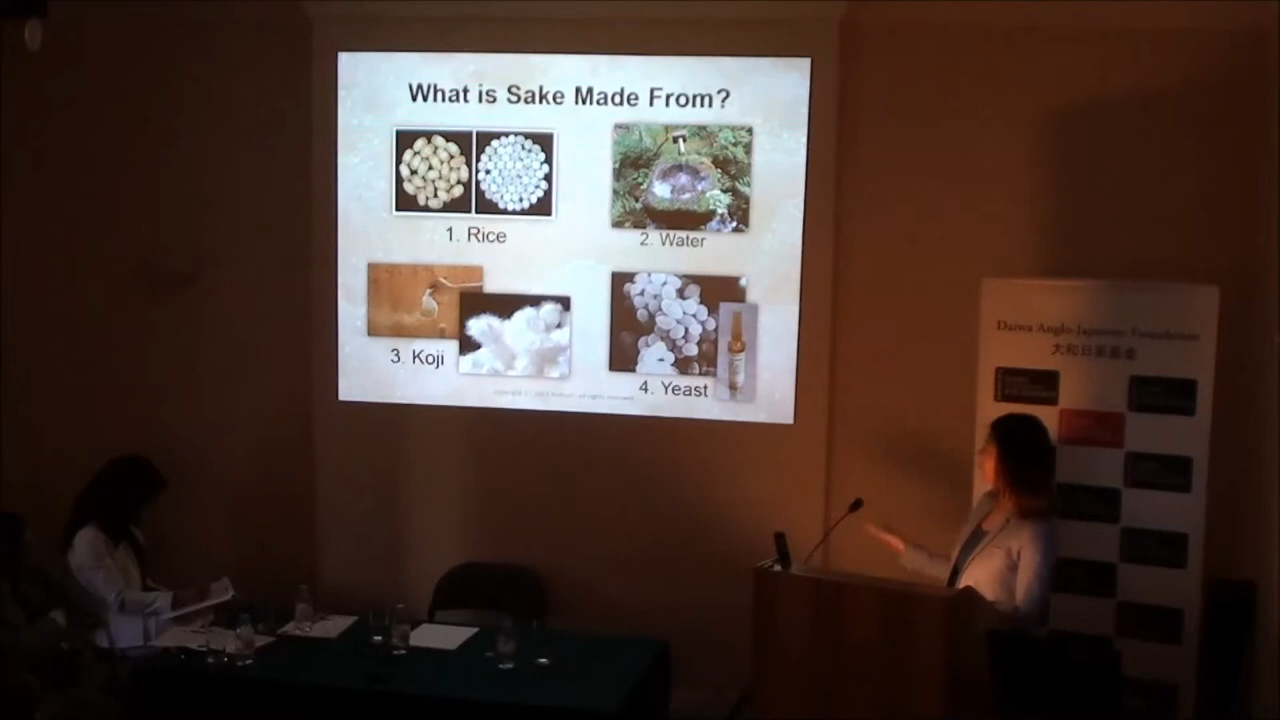 What is Sake Made From?
1. Rice
2. Water
3. Koji
4. Yeast
Daiwa Anglo-Japanese Foundation
大和日英基金